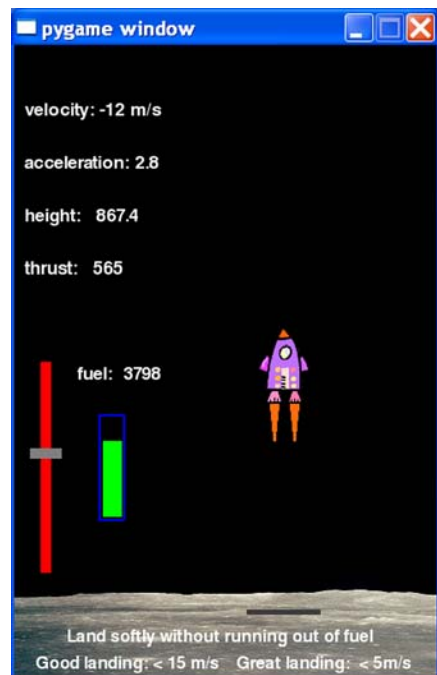 pygame window
velocity: -12 m/s
acceleration: 2.8
height: 867.4
thrust: 565
fuel: 3798
Land softly without running out of fuel
Good landing: < 15 m/s Great landing: < 5m/s